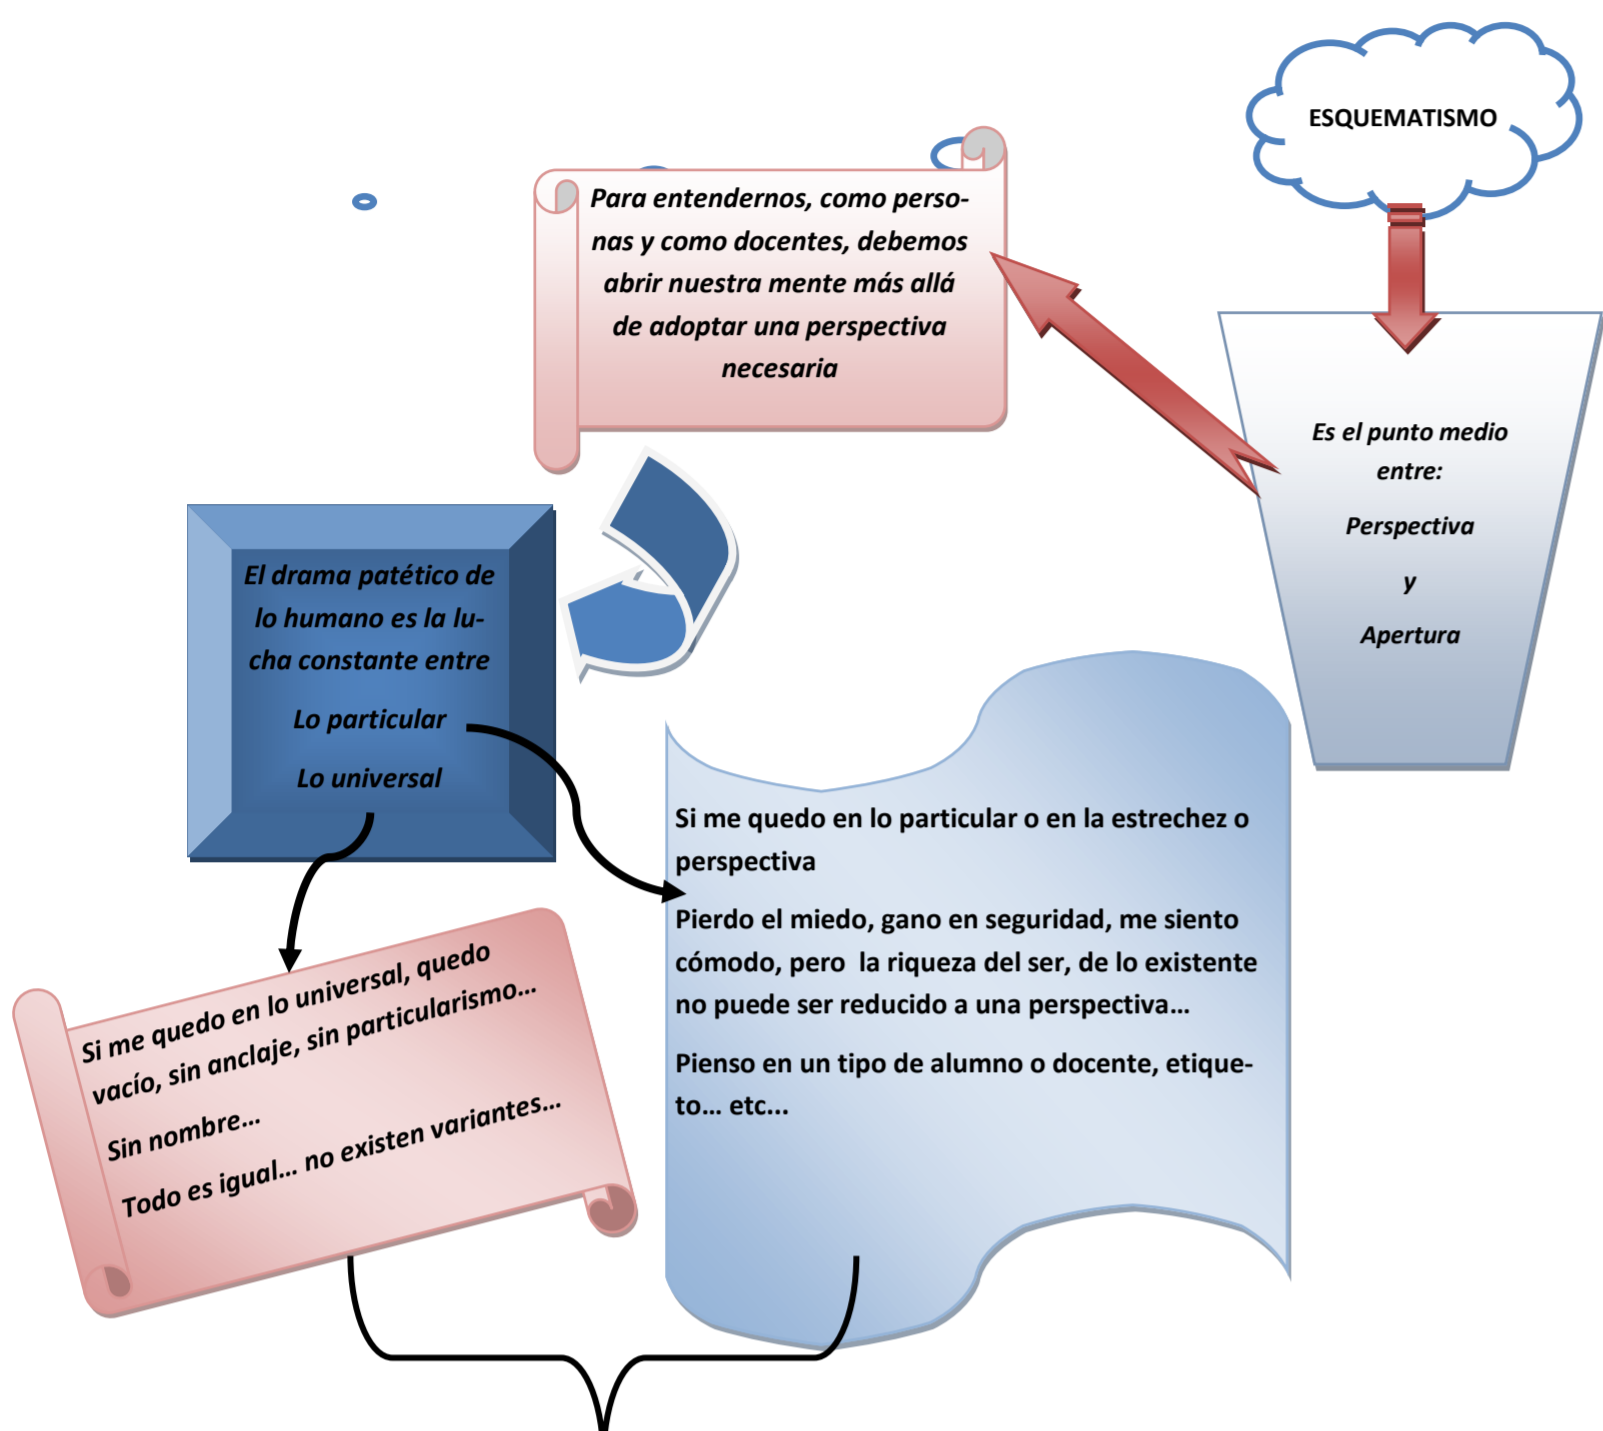 ESQUEMATISMO
Es el punto medio
entre:
Perspectiva
y
Apertura
Para entendernos, como perso-
nas y como docentes, debemos
abrir nuestra mente más allá
de adoptar una perspectiva
necesaria
El drama patético de
lo humano es la lu-
cha constante entre
Lo particular
Lo universal
Si me quedo en lo particular o en la estrechez o
perspectiva
Pierdo el miedo, gano en seguridad, me siento
cómodo, pero  la riqueza del ser, de lo existente
no puede ser reducido a una perspectiva...
Pienso en un tipo de alumno o docente, etique-
to... etc...
Si me quedo en lo universal, quedo
vacío, sin anclaje, sin particularismo...
Sin nombre...
Todo es igual... no existen variantes...